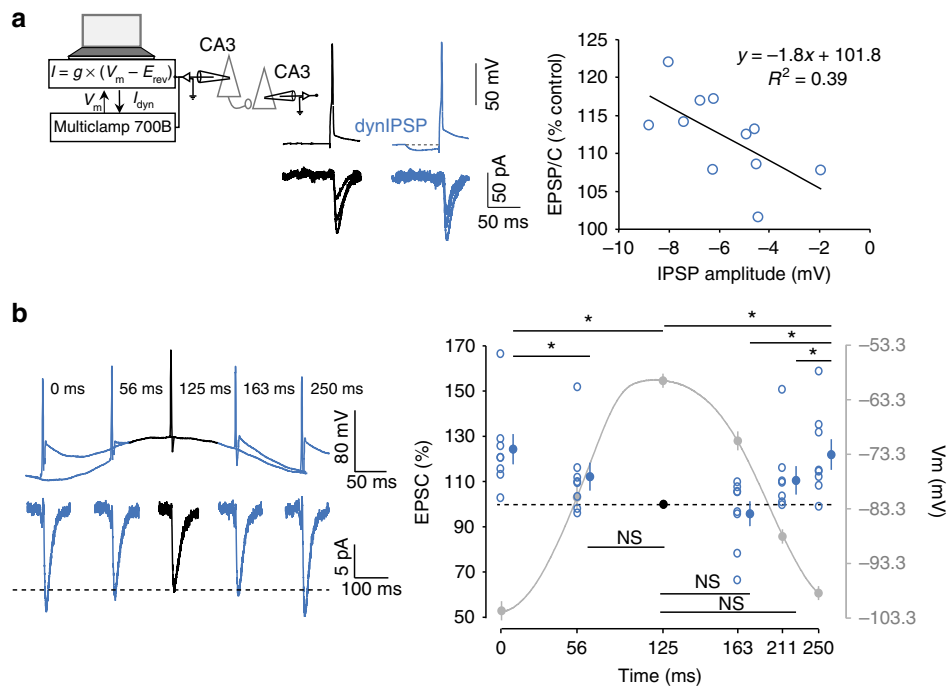 a
CA3
CA3
I = g × (Vm − Erev)
Vm
Idyn
Multiclamp 700B
dynIPSP
50 mV
50 pA
50 ms
EPSP/C (% control)
125
120
115
110
105
100
y = −1.8x + 101.8
R² = 0.39
−10
−8
−6
−4
−2
0
IPSP amplitude (mV)
b
0 ms
56 ms
125 ms
163 ms
250 ms
80 mV
50 ms
5 pA
100 ms
*
*
*
*
*
EPSC (%)
170
150
130
110
90
70
50
NS
NS
NS
−53.3
−63.3
−73.3
−83.3
−93.3
−103.3
Vm (mV)
0
56
125
163
211
250
Time (ms)